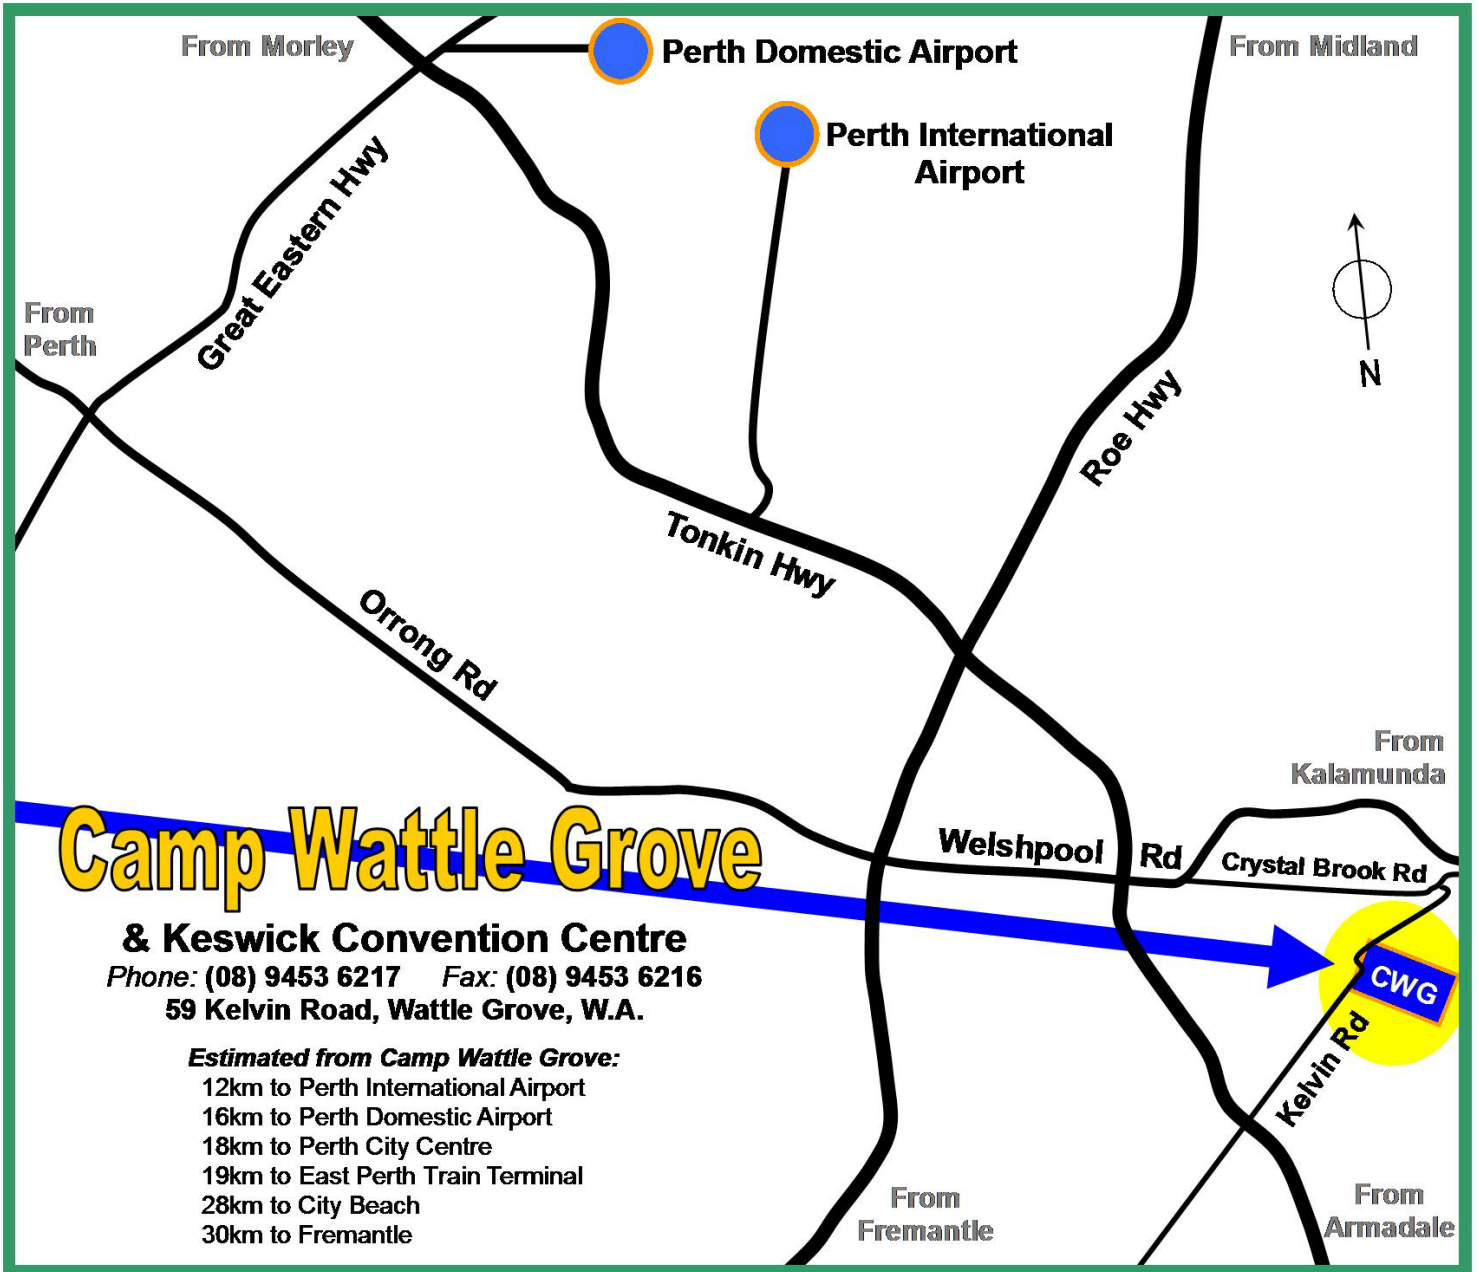 From Morley
Perth Domestic Airport
From Midland
Perth International
Airport
Great Eastern Hwy
From
Perth
N
Roe Hwy
Tonkin Hwy
Orrong Rd
From
Kalamunda
Welshpool Rd
Crystal Brook Rd
Camp Wattle Grove
& Keswick Convention Centre
Phone: (08) 9453 6217 Fax: (08) 9453 6216
59 Kelvin Road, Wattle Grove, W.A.
CWG
Kelvin Rd
Estimated from Camp Wattle Grove:
12km to Perth International Airport
16km to Perth Domestic Airport
18km to Perth City Centre
19km to East Perth Train Terminal
28km to City Beach
30km to Fremantle
From
Fremantle
From
Armadale